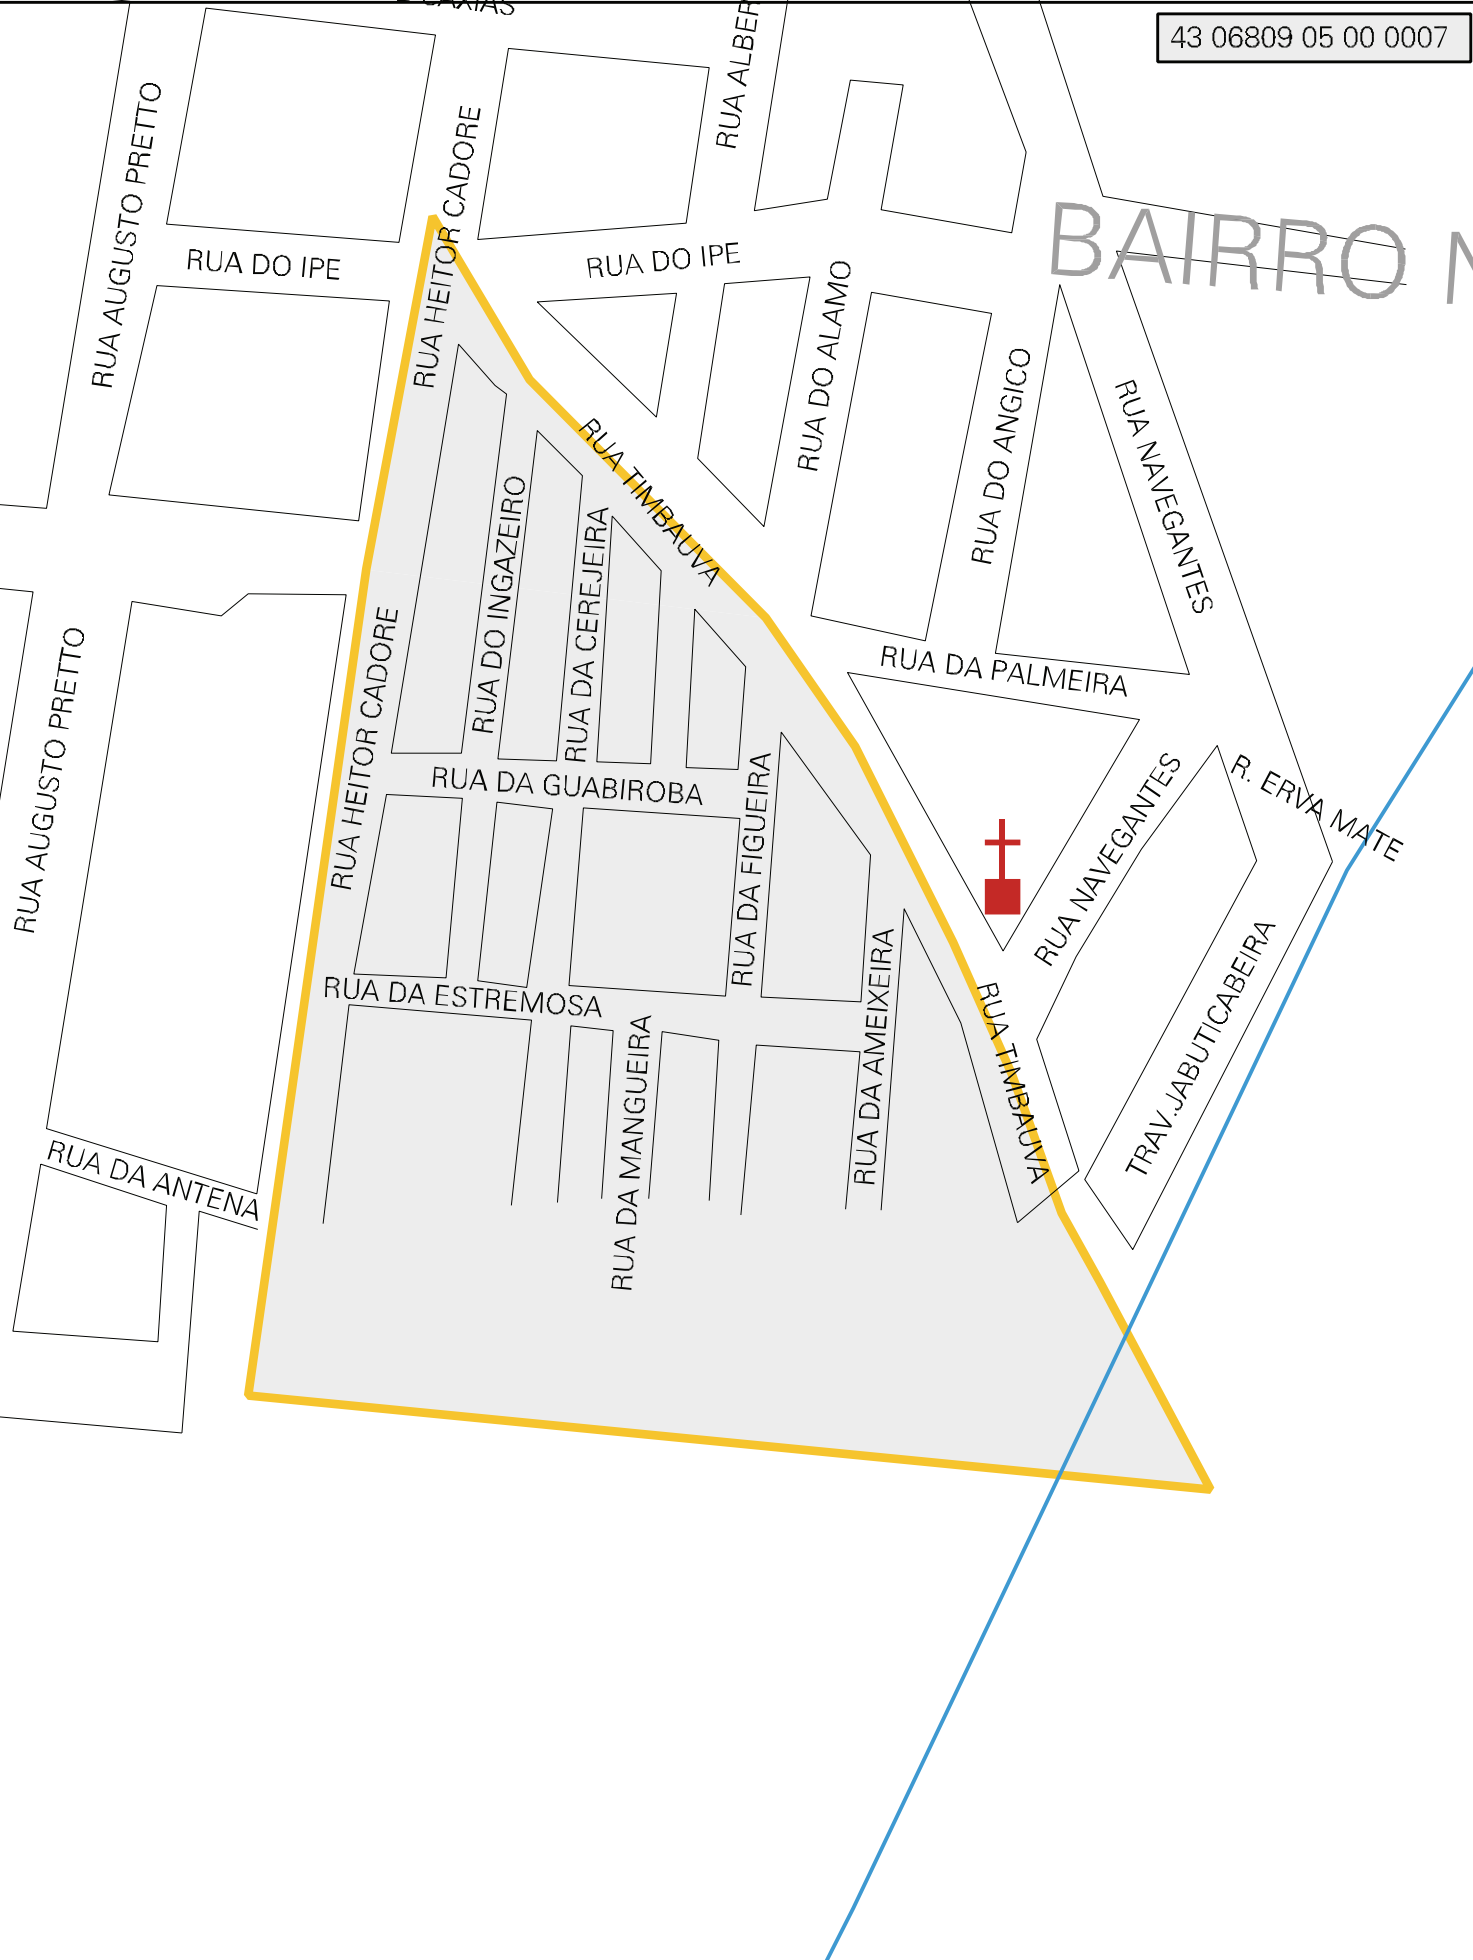 CAXIAS
43 06809 05 00 0007
RUA AUGUSTO PRETTO
RUA HEITOR CADORE
RUA ALBER
BAIRRO
RUA DO IPE
RUA DO IPE
RUA DO ALAMO
RUA DO ANGICO
RUA NAVEGANTES
RUA TIMBAUVA
RUA DO INGAZEIRO
RUA DA CEREJEIRA
RUA AUGUSTO PRETTO
RUA HEITOR CADORE
RUA DA PALMEIRA
RUA DA GUABIROBA
RUA DA FIGUEIRA
RUA NAVEGANTES
R. ERVA MATE
RUA DA ESTREMOSA
RUA DA AMEIXEIRA
RUA TIMBAUVA
TRAV.JABUTICABEIRA
RUA DA MANGUEIRA
RUA DA ANTENA